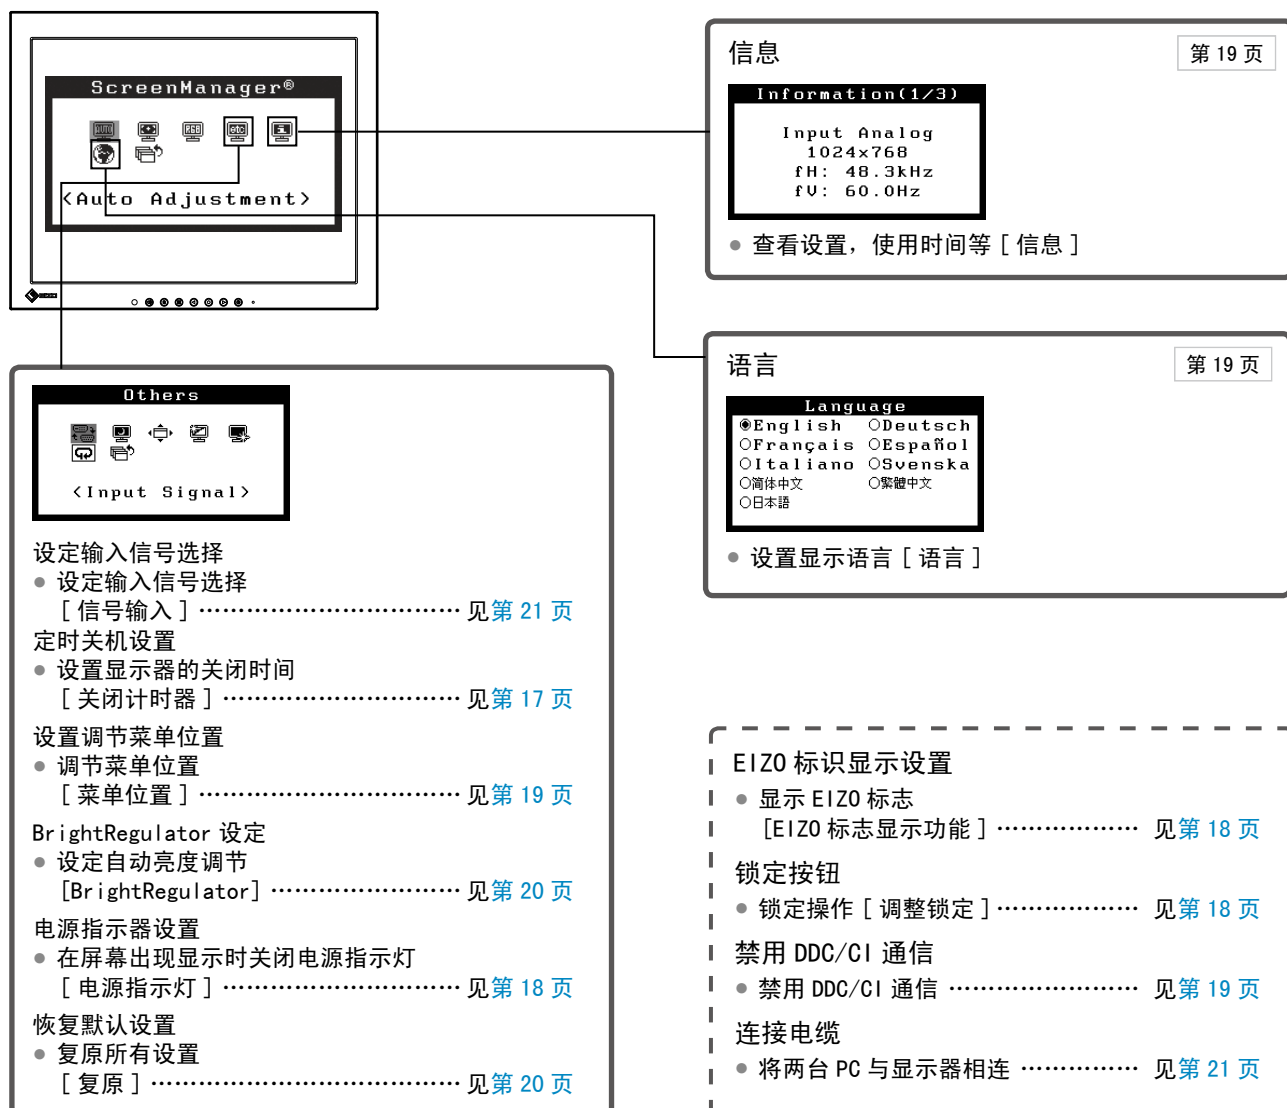 ScreenManager®
AUTO
RGB
etc
<Auto Adjustment>
信息
第 19 页
Information(1/3)
Input Analog
1024x768
fH: 48.3kHz
fV: 60.0Hz
● 查看设置，使用时间等 [ 信息 ]
语言
第 19 页
Language
English Deutsch
Français Español
Italiano Svenska
简体中文 繁體中文
日本語
● 设置显示语言 [ 语言 ]
Others
<Input Signal>
设定输入信号选择
● 设定输入信号选择
[ 信号输入 ] ································· 见第 21 页
定时关机设置
● 设置显示器的关闭时间
[ 关闭计时器 ] ······························ 见第 17 页
设置调节菜单位置
● 调节菜单位置
[ 菜单位置 ] ································· 见第 19 页
BrightRegulator 设定
● 设定自动亮度调节
[BrightRegulator] ························ 见第 20 页
电源指示器设置
● 在屏幕出现显示时关闭电源指示灯
[ 电源指示灯 ] ······························ 见第 18 页
恢复默认设置
● 复原所有设置
[ 复原 ] ······································· 见第 20 页
EIZO 标识显示设置
● 显示 EIZO 标志
[EIZO 标志显示功能 ] ·················· 见第 18 页
锁定按钮
● 锁定操作 [ 调整锁定 ] ·················· 见第 18 页
禁用 DDC/CI 通信
● 禁用 DDC/CI 通信 ························ 见第 19 页
连接电缆
● 将两台 PC 与显示器相连 ··············· 见第 21 页